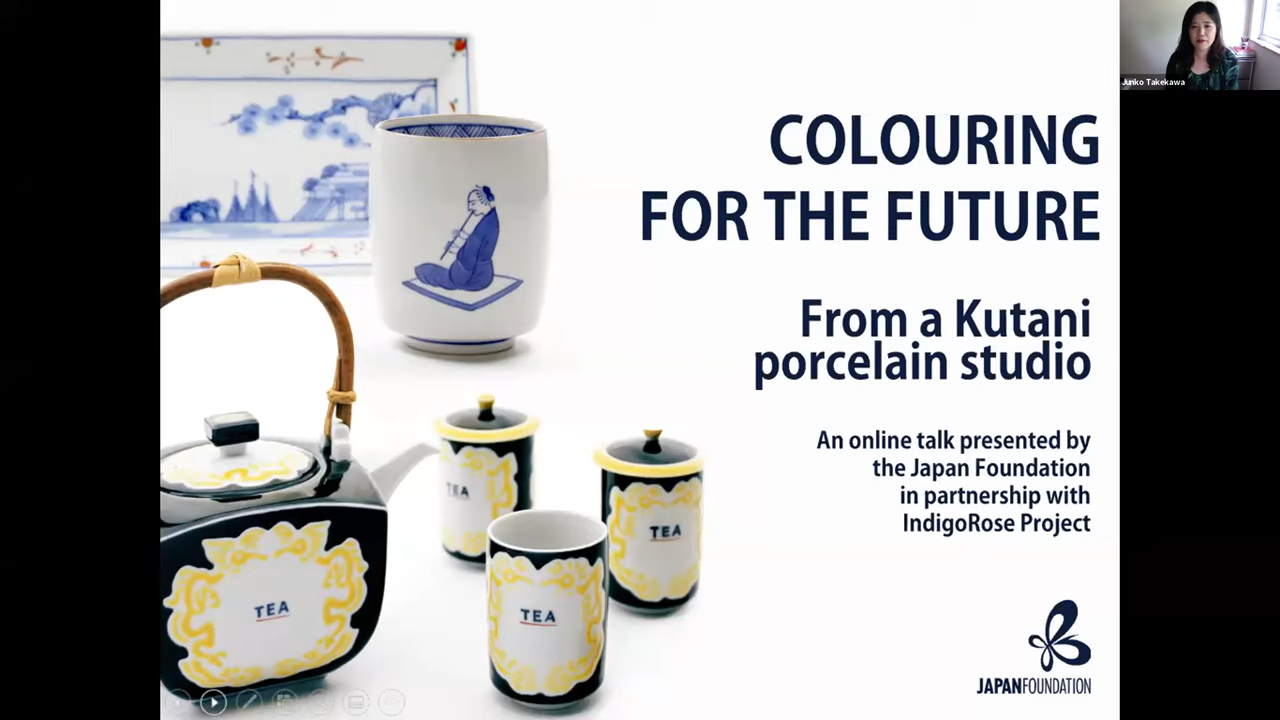 COLOURING
FOR THE FUTURE
From a Kutani
porcelain studio
An online talk presented by
the Japan Foundation
in partnership with
IndigoRose Project
JAPANFOUNDATION
Junko Takekawa
TEA
TEA
TEA
TEA